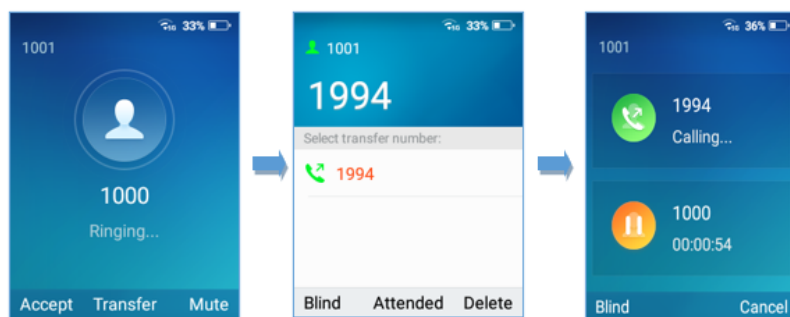 33%
1001
1000
Ringing...
Accept Transfer Mute
33%
1001
1994
Select transfer number:
1994
Blind Attended Delete
36%
1001
1994
Calling...
1000
00:00:54
Blind Cancel